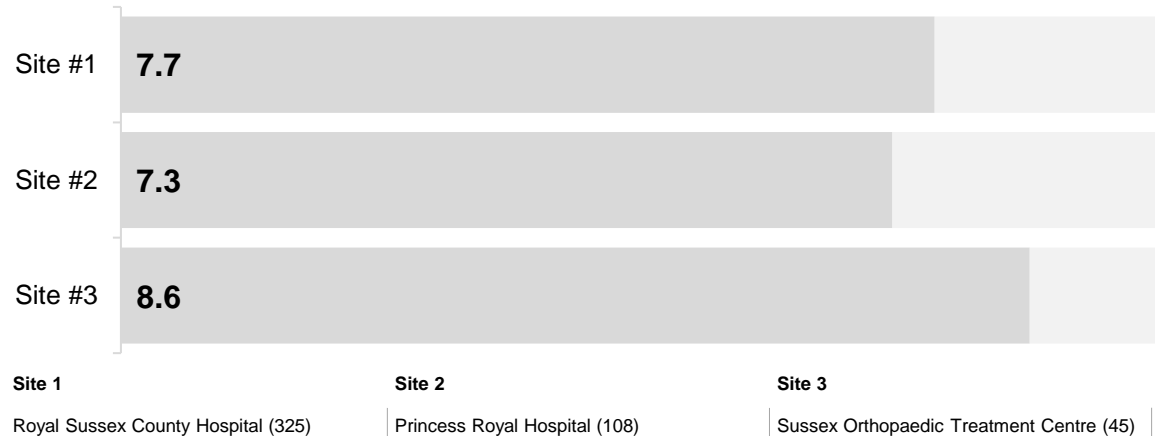 Site #1 7.7
Site #2 7.3
Site #3 8.6
Site 1 Site 2 Site 3
Royal Sussex County Hospital (325) Princess Royal Hospital (108) Sussex Orthopaedic Treatment Centre (45)